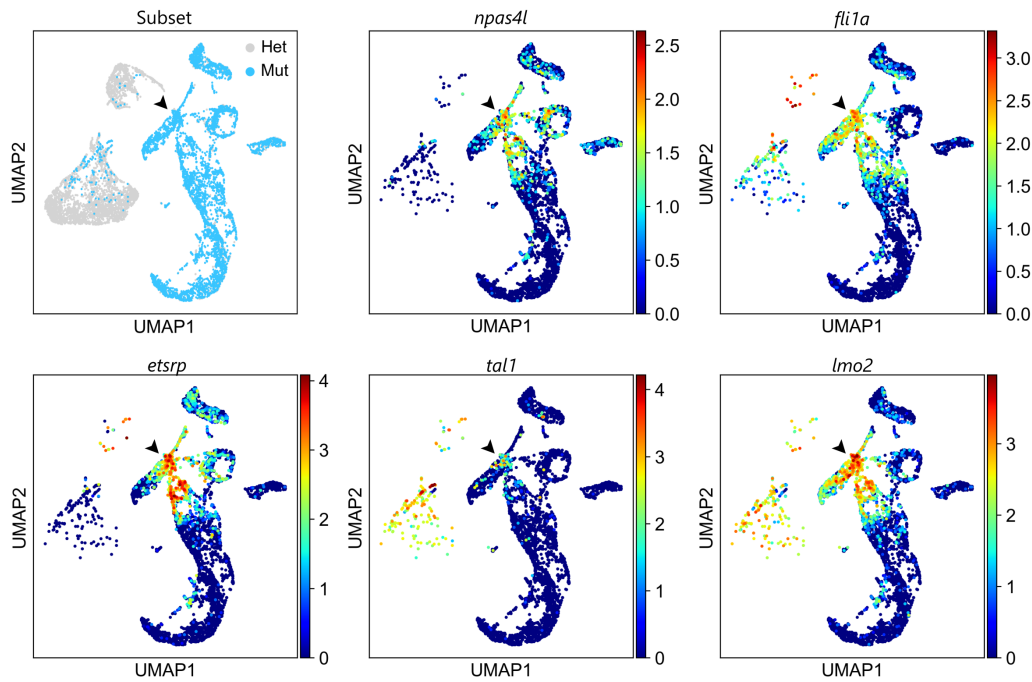 Subset
Het
Mut
UMAP2
UMAP1
npas4l
2.5
2.0
1.5
1.0
0.5
0.0
UMAP2
UMAP1
fli1a
3.0
2.5
2.0
1.5
1.0
0.5
0.0
UMAP2
UMAP1
etsrp
4
3
2
1
0
UMAP2
UMAP1
tal1
4
3
2
1
0
UMAP2
UMAP1
lmo2
3
2
1
0
UMAP2
UMAP1